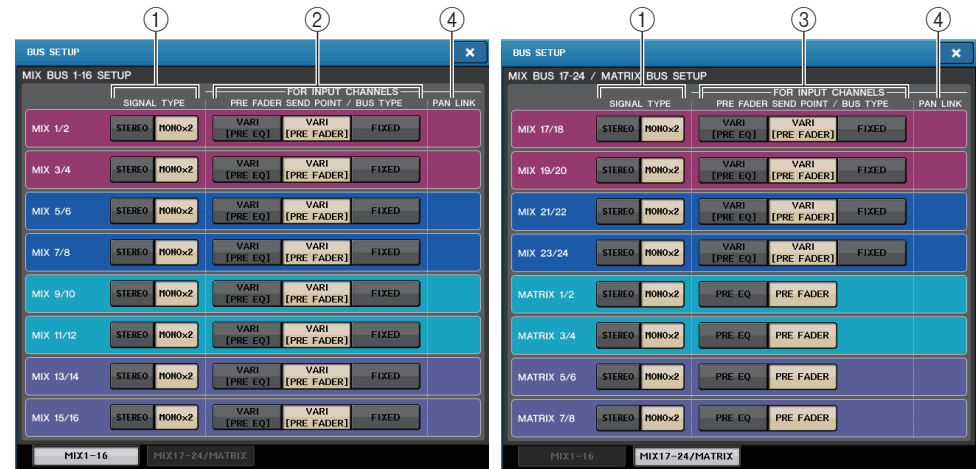 ① ② ④
BUS SETUP ×
MIX BUS 1-16 SETUP
FOR INPUT CHANNELS
SIGNAL TYPE PRE FADER SEND POINT / BUS TYPE PAN LINK
MIX 1/2 STEREO MONO×2 VARI [PRE EQ] VARI [PRE FADER] FIXED
MIX 3/4 STEREO MONO×2 VARI [PRE EQ] VARI [PRE FADER] FIXED
MIX 5/6 STEREO MONO×2 VARI [PRE EQ] VARI [PRE FADER] FIXED
MIX 7/8 STEREO MONO×2 VARI [PRE EQ] VARI [PRE FADER] FIXED
MIX 9/10 STEREO MONO×2 VARI [PRE EQ] VARI [PRE FADER] FIXED
MIX 11/12 STEREO MONO×2 VARI [PRE EQ] VARI [PRE FADER] FIXED
MIX 13/14 STEREO MONO×2 VARI [PRE EQ] VARI [PRE FADER] FIXED
MIX 15/16 STEREO MONO×2 VARI [PRE EQ] VARI [PRE FADER] FIXED
MIX1-16 MIX17-24/MATRIX
① ③ ④
BUS SETUP ×
MIX BUS 17-24 / MATRIX BUS SETUP
FOR INPUT CHANNELS
SIGNAL TYPE PRE FADER SEND POINT / BUS TYPE PAN LINK
MIX 17/18 STEREO MONO×2 VARI [PRE EQ] VARI [PRE FADER] FIXED
MIX 19/20 STEREO MONO×2 VARI [PRE EQ] VARI [PRE FADER] FIXED
MIX 21/22 STEREO MONO×2 VARI [PRE EQ] VARI [PRE FADER] FIXED
MIX 23/24 STEREO MONO×2 VARI [PRE EQ] VARI [PRE FADER] FIXED
MATRIX 1/2 STEREO MONO×2 PRE EQ PRE FADER
MATRIX 3/4 STEREO MONO×2 PRE EQ PRE FADER
MATRIX 5/6 STEREO MONO×2 PRE EQ PRE FADER
MATRIX 7/8 STEREO MONO×2 PRE EQ PRE FADER
MIX1-16 MIX17-24/MATRIX